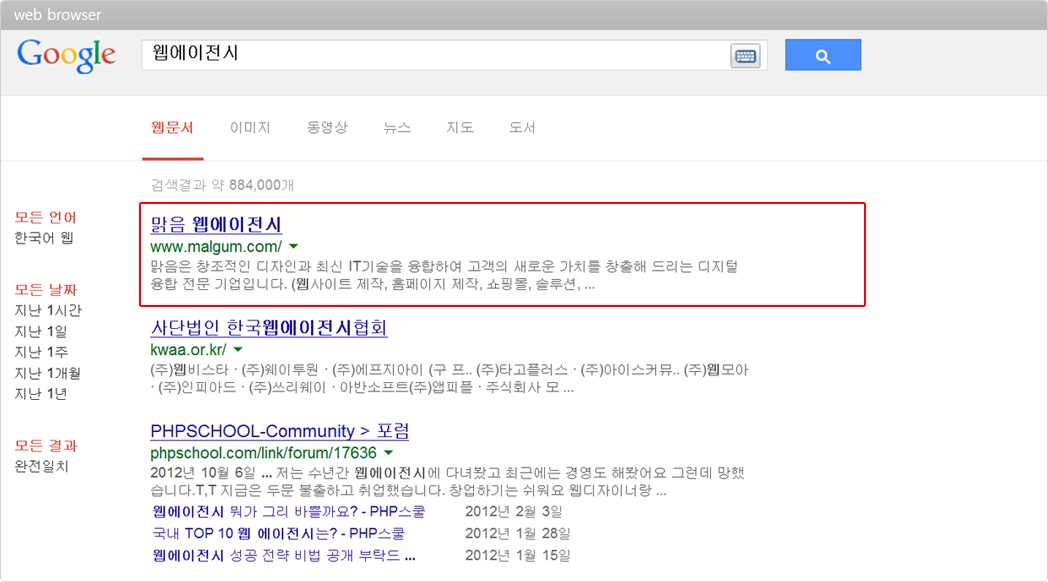 web browser
Google 웹에이전시
웹문서 이미지 동영상 뉴스 지도 도서
검색결과 약 884,000개
모든 언어
한국어 웹
모든 날짜
지난 1시간
지난 1일
지난 1주
지난 1개월
지난 1년
모든 결과
완전일치
맑음 웹에이전시
www.malgum.com/
맑음은 창조적인 디자인과 최신 IT기술을 융합하여 고객의 새로운 가치를 창출해 드리는 디지털
융합 전문 기업입니다. (웹사이트 제작, 홈페이지 제작, 쇼핑몰, 솔루션, ...
사단법인 한국웹에이전시협회
kwaa.or.kr/
(주)웹비스타 · (주)웨이투원 · (주)에프지아이 (구 프.. (주)타고플러스 · (주)아이스커뮤.. (주)웹모아
· (주)인피아드 · (주)쓰리웨이 · 아반소프트(주)앱피플 · 주식회사 모 ...
PHPSCHOOL-Community > 포럼
phpschool.com/link/forum/17636
2012년 10월 6일 ... 저는 수년간 웹에이전시에 다녀봤고 최근에는 경영도 해봤어요 그런데 망했
습니다.T,T 지금은 두문 불출하고 취업했습니다. 창업하기는 쉬워요 웹디자이너랑 ...
웹에이전시 뭐가 그리 바쁠까요? - PHP스쿨 2012년 2월 3일
국내 TOP 10 웹 에이전시는? - PHP스쿨 2012년 1월 28일
웹에이전시 성공 전략 비법 공개 부탁드 ... 2012년 1월 15일